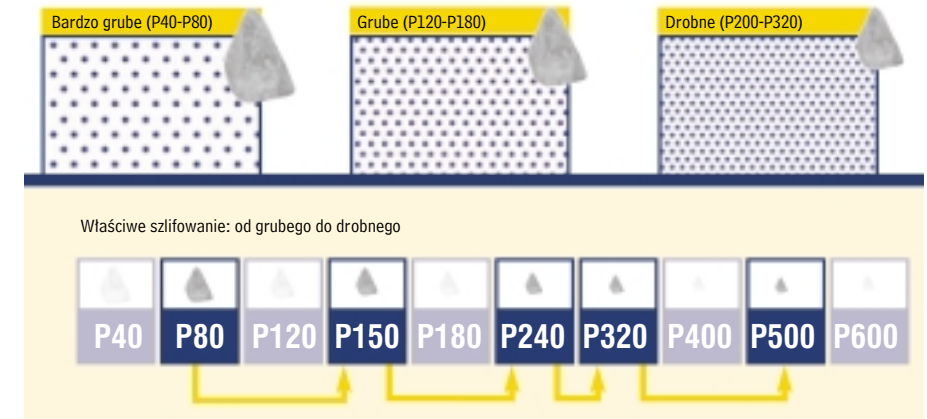 Bardzo grube (P40-P80)
Grube (P120-P180)
Drobne (P200-P320)
Właściwe szlifowanie: od grubego do drobnego
P40 P80 P120 P150 P180 P240 P320 P400 P500 P600